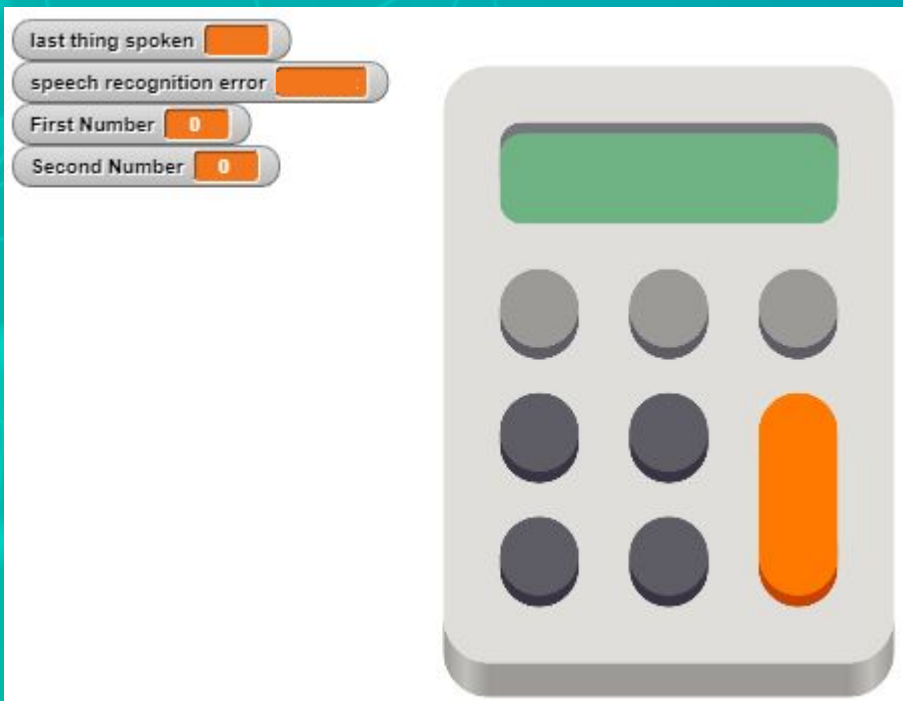 last thing spoken
speech recognition error
First Number 0
Second Number 0